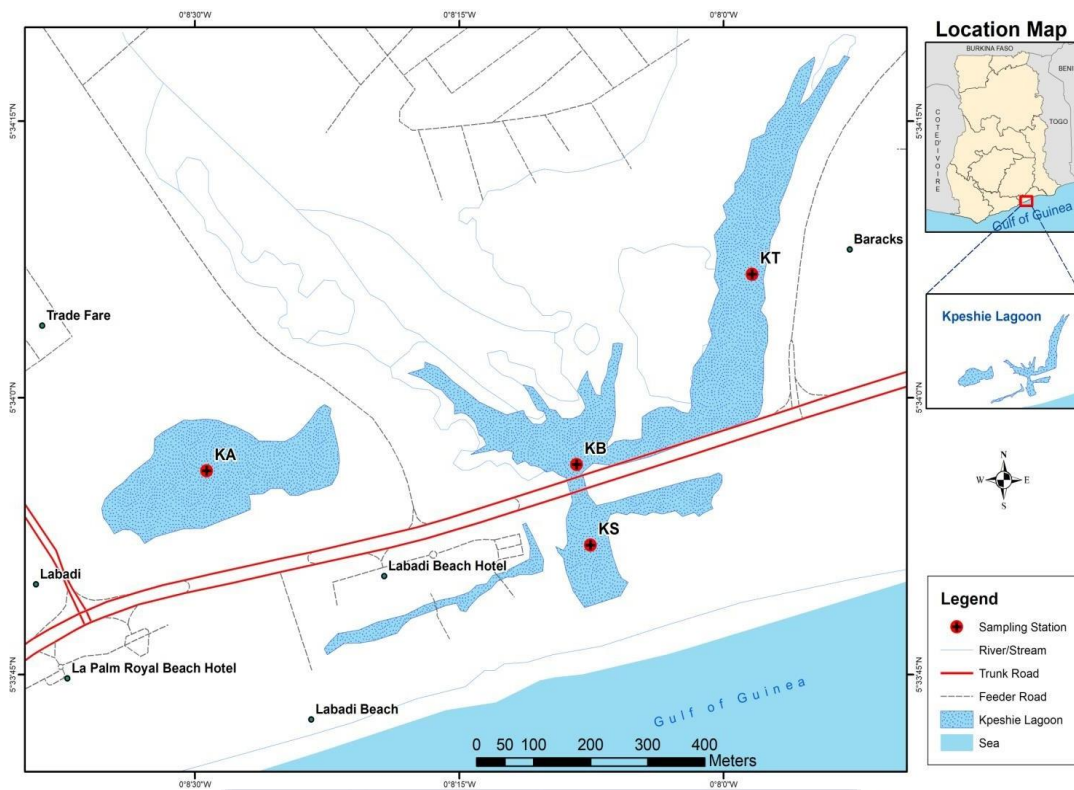 0°8'30"W
0°8'15"W
0°8'0"W
5°34'15"N
5°34'15"N
5°34'0"N
5°34'0"N
5°33'45"N
5°33'45"N
KT
Baracks
Trade Fare
KA
KB
KS
Labadi
Labadi Beach Hotel
La Palm Royal Beach Hotel
Labadi Beach
Gulf of Guinea
0 50 100 200 300 400
Meters
0°8'30"W
0°8'15"W
0°8'0"W
Location Map
BURKINA FASO
BENI
COTED'IVOIRE
TOGO
Gulf of Guinea
Kpeshie Lagoon
N
W E
S
Legend
Sampling Station
River/Stream
Trunk Road
Feeder Road
Kpeshie Lagoon
Sea